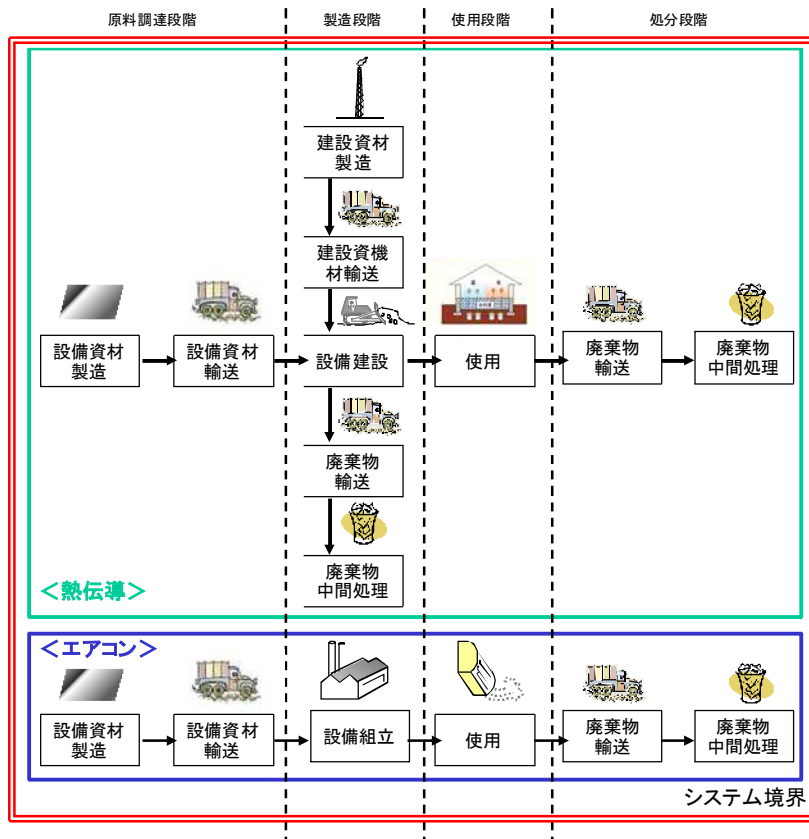 原料調達段階
製造段階
使用段階
処分段階
建設資材
製造
建設資機
材輸送
設備資材
製造
設備資材
輸送
設備建設
使用
廃棄物
輸送
廃棄物
中間処理
廃棄物
輸送
廃棄物
中間処理
＜熱伝導＞
＜エアコン＞
設備資材
製造
設備資材
輸送
設備組立
使用
廃棄物
輸送
廃棄物
中間処理
システム境界